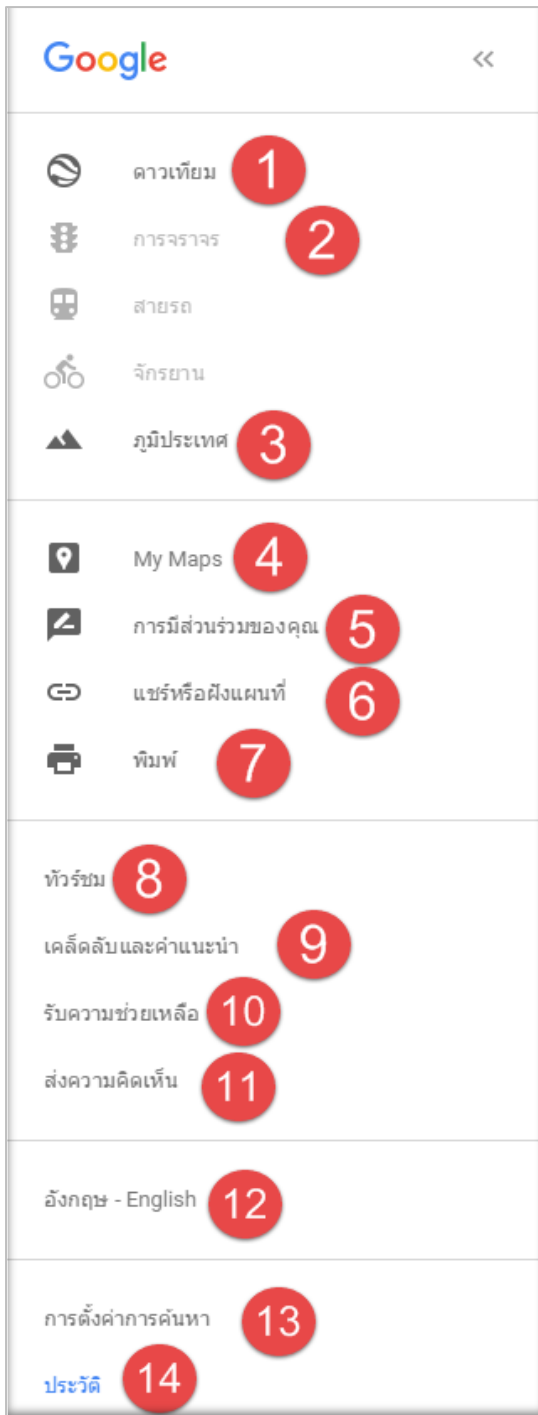 Google
ดาวเทียม 1
การจราจร 2
สายรถ
จักรยาน
ภูมิประเทศ 3
My Maps 4
การมีส่วนร่วมของคุณ 5
แชร์หรือฝังแผนที่ 6
พิมพ์ 7
ทัวร์ชม 8
เคล็ดลับและคำแนะนำ 9
รับความช่วยเหลือ 10
ส่งความคิดเห็น 11
อังกฤษ - English 12
การตั้งค่าการค้นหา 13
ประวัติ 14